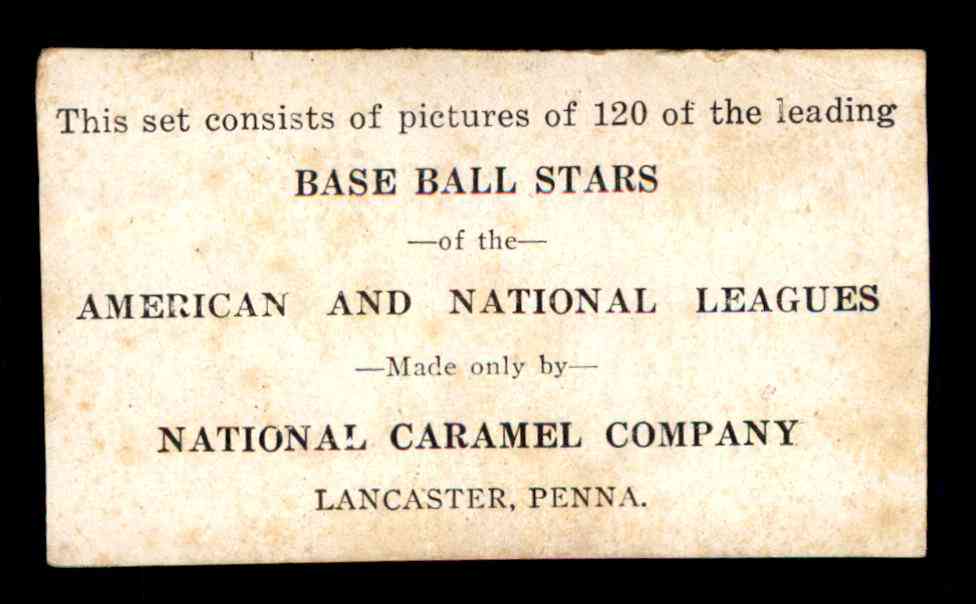 This set consists of pictures of 120 of the leading
BASE BALL STARS
—of the—
AMERICAN AND NATIONAL LEAGUES
—Made only by—
NATIONAL CARAMEL COMPANY
LANCASTER, PENNA.